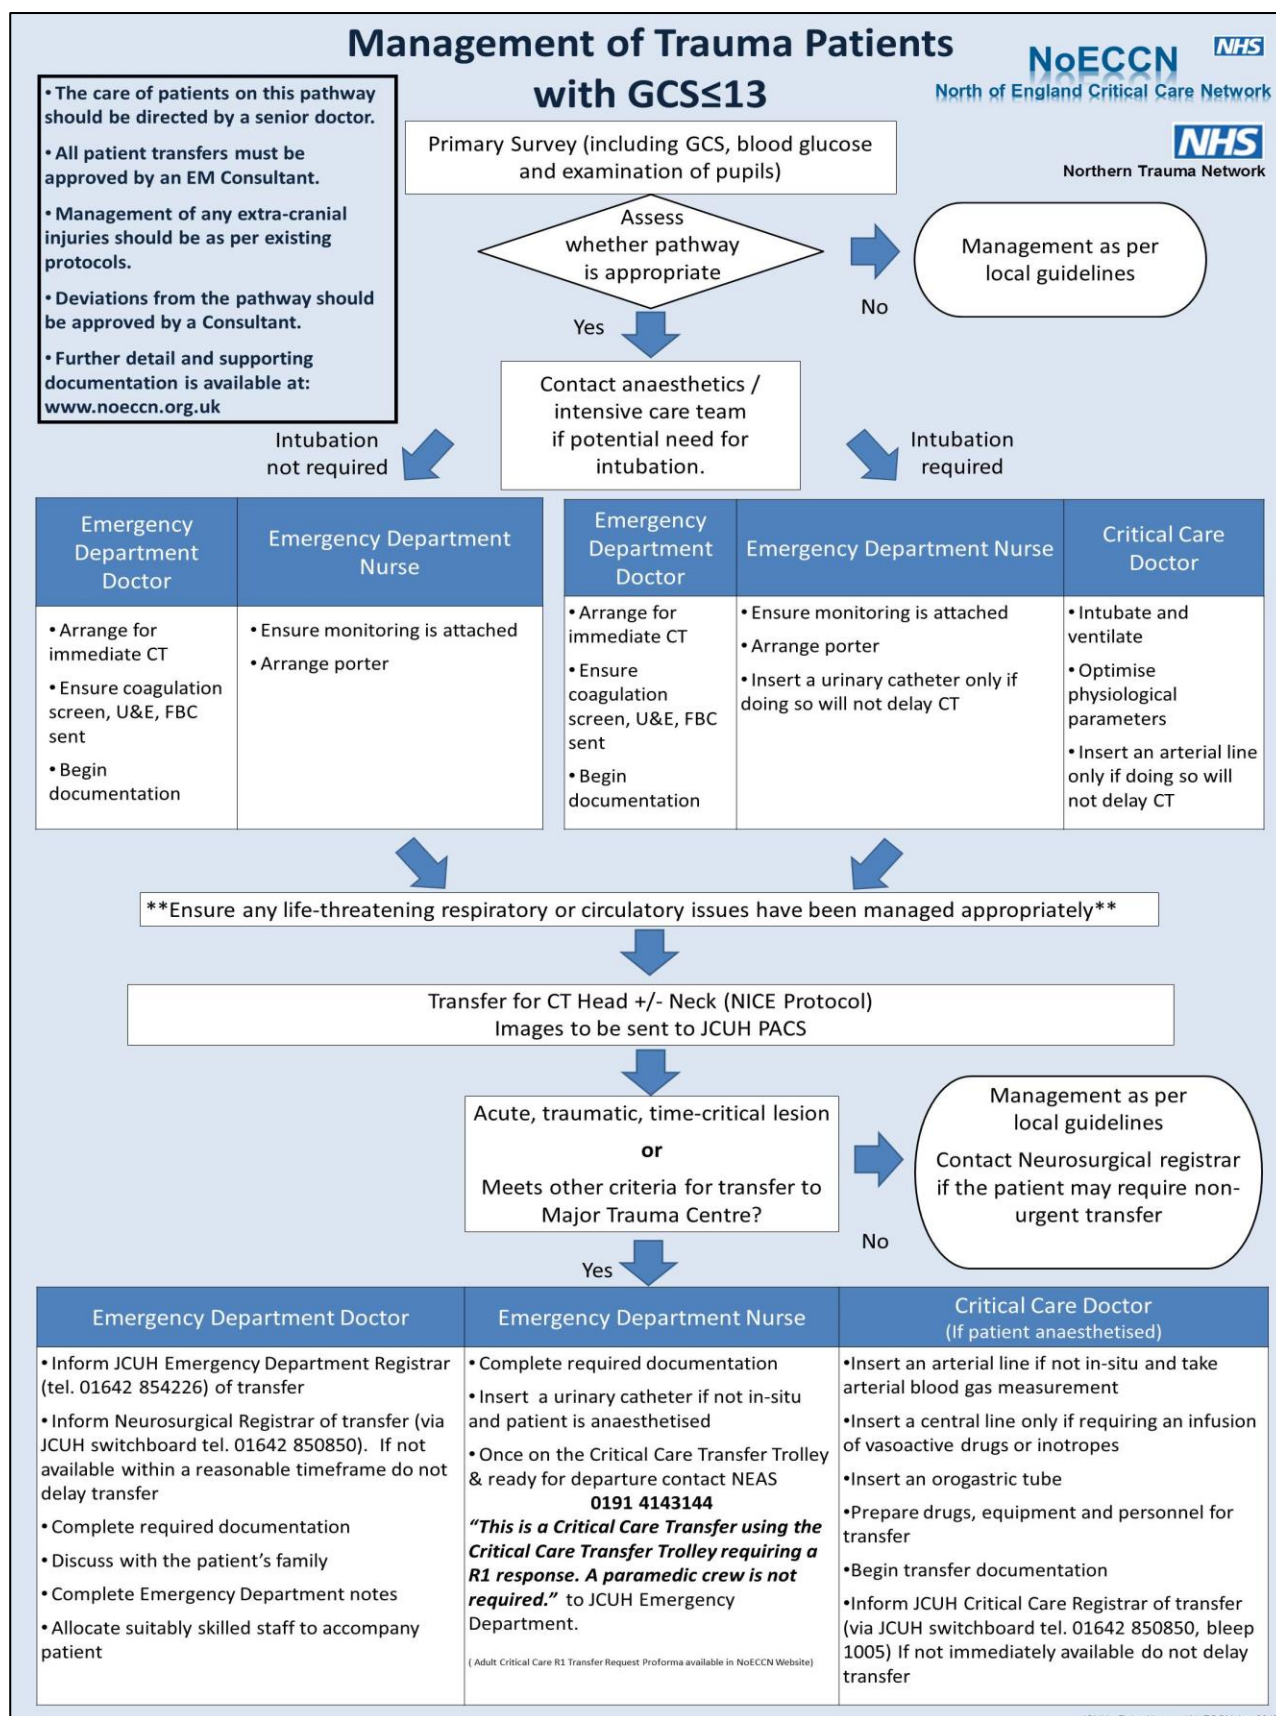 Management of Trauma Patients
with GCS≤13
NoECCN
NHS
North of England Critical Care Network
NHS
Northern Trauma Network
• The care of patients on this pathway
should be directed by a senior doctor.
• All patient transfers must be
approved by an EM Consultant.
• Management of any extra-cranial
injuries should be as per existing
protocols.
• Deviations from the pathway should
be approved by a Consultant.
• Further detail and supporting
documentation is available at:
www.noeccn.org.uk
Primary Survey (including GCS, blood glucose
and examination of pupils)
Assess
whether pathway
is appropriate
No
Management as per
local guidelines
Yes
Contact anaesthetics /
intensive care team
if potential need for
intubation.
Intubation
not required
Intubation
required
Emergency
Department
Doctor
• Arrange for
immediate CT
• Ensure coagulation
screen, U&E, FBC
sent
• Begin
documentation
Emergency Department
Nurse
• Ensure monitoring is attached
• Arrange porter
Emergency
Department
Doctor
• Arrange for
immediate CT
• Ensure
coagulation
screen, U&E, FBC
sent
• Begin
documentation
Emergency Department Nurse
• Ensure monitoring is attached
• Arrange porter
• Insert a urinary catheter only if
doing so will not delay CT
Critical Care
Doctor
• Intubate and
ventilate
• Optimise
physiological
parameters
• Insert an arterial line
only if doing so will
not delay CT
**Ensure any life-threatening respiratory or circulatory issues have been managed appropriately**
Transfer for CT Head +/- Neck (NICE Protocol)
Images to be sent to JCUH PACS
Acute, traumatic, time-critical lesion
or
Meets other criteria for transfer to
Major Trauma Centre?
No
Management as per
local guidelines
Contact Neurosurgical registrar
if the patient may require non-
urgent transfer
Yes
Emergency Department Doctor
• Inform JCUH Emergency Department Registrar
(tel. 01642 854226) of transfer
• Inform Neurosurgical Registrar of transfer (via
JCUH switchboard tel. 01642 850850). If not
available within a reasonable timeframe do not
delay transfer
• Complete required documentation
• Discuss with the patient's family
• Complete Emergency Department notes
• Allocate suitably skilled staff to accompany
patient
Emergency Department Nurse
• Complete required documentation
• Insert a urinary catheter if not in-situ
and patient is anaesthetised
• Once on the Critical Care Transfer Trolley
& ready for departure contact NEAS
0191 4143144
“This is a Critical Care Transfer using the
Critical Care Transfer Trolley requiring a
R1 response. A paramedic crew is not
required.” to JCUH Emergency
Department.
( Adult Critical Care R1 Transfer Request Proforma available in NoECCN Website)
Critical Care Doctor
(If patient anaesthetised)
•Insert an arterial line if not in-situ and take
arterial blood gas measurement
•Insert a central line only if requiring an infusion
of vasoactive drugs or inotropes
•Insert an orogastric tube
•Prepare drugs, equipment and personnel for
transfer
•Begin transfer documentation
•Inform JCUH Critical Care Registrar of transfer
(via JCUH switchboard tel. 01642 850850, bleep
1005) If not immediately available do not delay
transfer